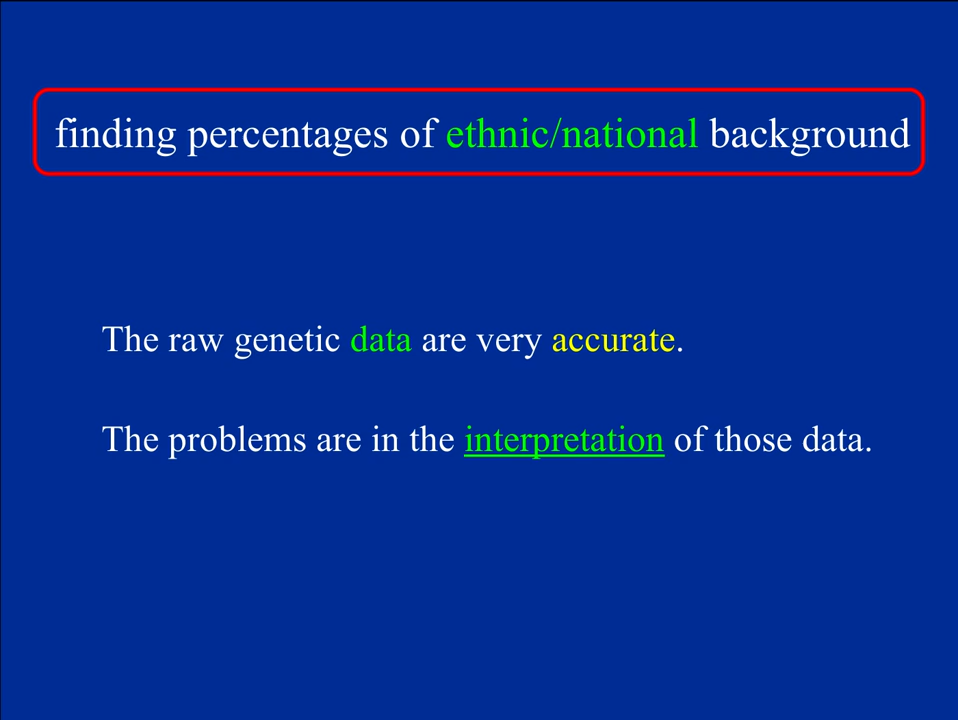 finding percentages of ethnic/national background
The raw genetic data are very accurate.
The problems are in the interpretation of those data.